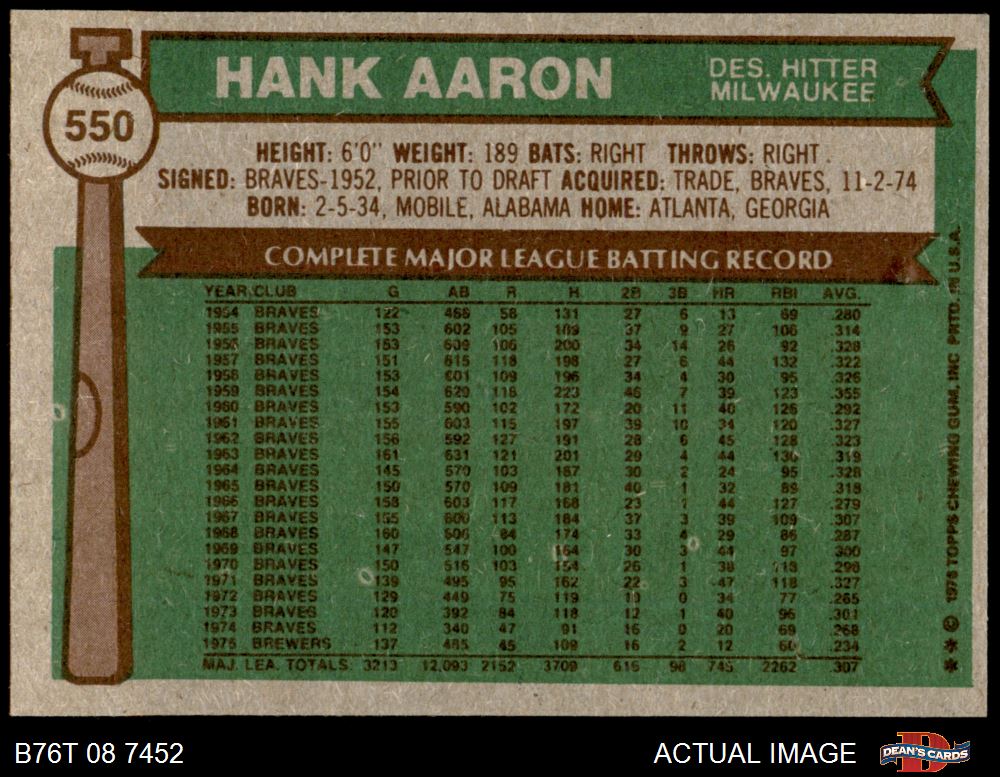 HANK AARON
DES. HITTER
MILWAUKEE
550
HEIGHT: 6'0" WEIGHT: 189 BATS: RIGHT THROWS: RIGHT.
SIGNED: BRAVES-1952, PRIOR TO DRAFT ACQUIRED: TRADE, BRAVES, 11-2-74
BORN: 2-5-34, MOBILE, ALABAMA HOME: ATLANTA, GEORGIA
COMPLETE MAJOR LEAGUE BATTING RECORD
YEAR CLUB G AB R H 2B 3B HR RBI AVG.
1954 BRAVES 122 468 58 131 27 6 13 69 .280
1955 BRAVES 153 602 105 189 37 9 27 106 .314
1956 BRAVES 153 609 106 200 34 14 26 92 .328
1957 BRAVES 151 615 118 198 27 6 44 132 .322
1958 BRAVES 153 601 109 196 34 4 30 95 .326
1959 BRAVES 154 629 116 223 46 7 39 123 .355
1960 BRAVES 153 590 102 172 20 11 40 126 .292
1961 BRAVES 155 603 115 197 39 10 34 120 .327
1962 BRAVES 156 592 127 191 28 6 45 128 .323
1963 BRAVES 161 631 121 201 29 4 44 130 .319
1964 BRAVES 145 570 103 187 30 2 24 95 .328
1965 BRAVES 150 570 109 181 40 1 32 89 .318
1966 BRAVES 158 603 117 168 23 1 44 127 .279
1967 BRAVES 155 600 113 184 37 3 39 109 .307
1968 BRAVES 160 606 84 174 33 4 29 86 .287
1969 BRAVES 147 547 100 164 30 3 44 97 .300
1970 BRAVES 150 516 103 154 26 1 38 118 .298
1971 BRAVES 139 495 95 162 22 3 47 118 .327
1972 BRAVES 129 449 75 119 10 0 34 77 .265
1973 BRAVES 120 392 84 118 12 1 40 96 .301
1974 BRAVES 112 340 47 91 16 0 20 69 .268
1975 BREWERS 137 465 45 109 16 2 12 60 .234
MAJ. LEA. TOTALS 3213 12,093 2152 3709 616 98 745 2262 .307
** © 1976 TOPPS CHEWING GUM, INC PRTD. IN U.S.A.
B76T 08 7452
ACTUAL IMAGE
D
DEAN'S CARDS